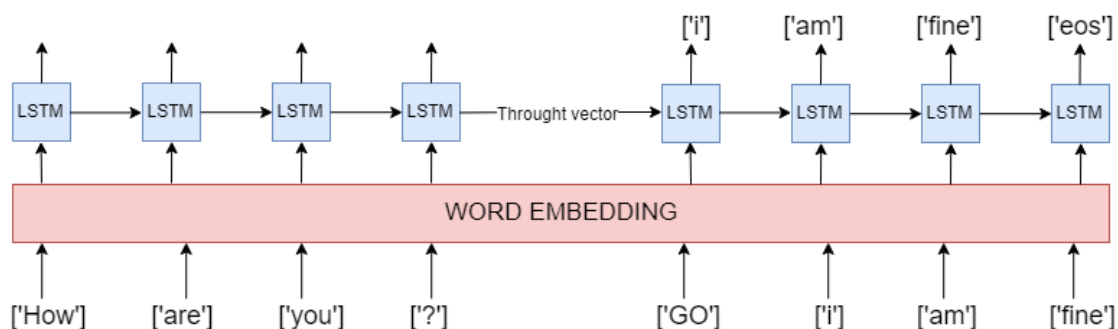 ['i'] ['am'] ['fine'] ['eos']
LSTM LSTM LSTM LSTM Throught vector LSTM LSTM LSTM LSTM
WORD EMBEDDING
['How'] ['are'] ['you'] ['?'] ['GO'] ['i'] ['am'] ['fine']